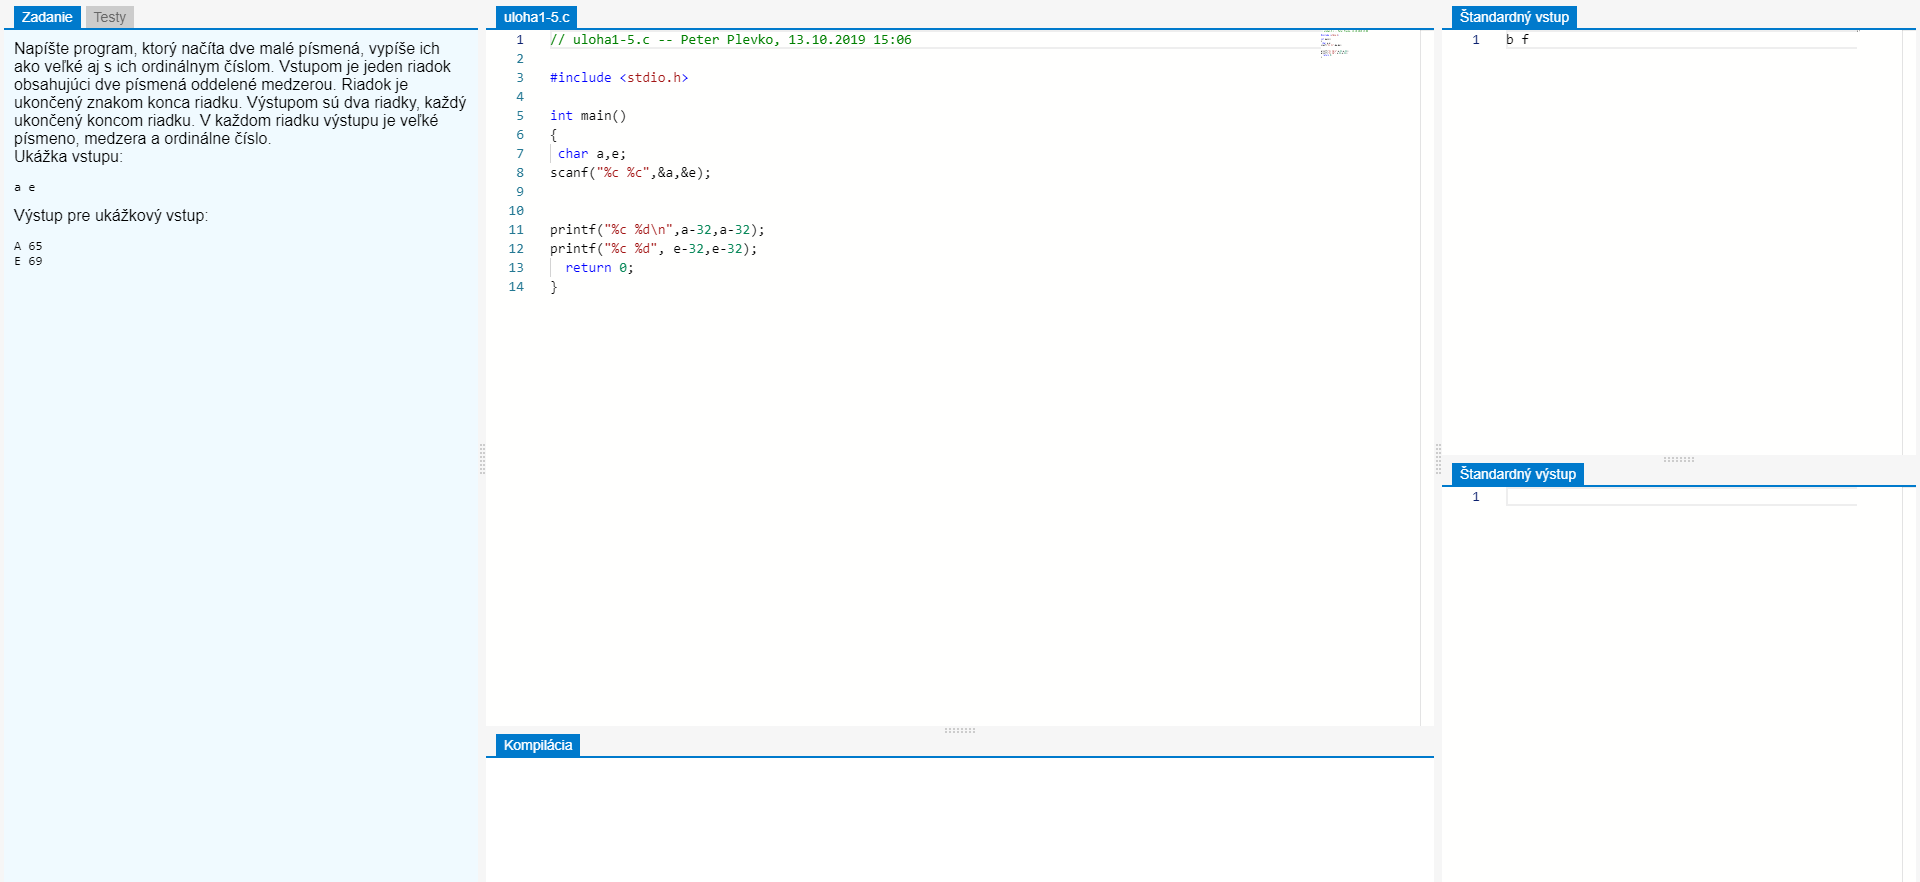 Zadanie Testy
Napíšte program, ktorý načíta dve malé písmená, vypíše ich
ako veľké aj s ich ordinálnym číslom. Vstupom je jeden riadok
obsahujúci dve písmená oddelené medzerou. Riadok je
ukončený znakom konca riadku. Výstupom sú dva riadky, každý
ukončený koncom riadku. V každom riadku výstupu je veľké
písmeno, medzera a ordinálne číslo.
Ukážka vstupu:
a e
Výstup pre ukážkový vstup:
A 65
E 69
uloha1-5.c
1 // uloha1-5.c -- Peter Plevko, 13.10.2019 15:06
2
3 #include <stdio.h>
4
5 int main()
6 {
7 char a,e;
8 scanf("%c %c",&a,&e);
9
10
11 printf("%c %d\n",a-32,a-32);
12 printf("%c %d", e-32,e-32);
13 return 0;
14 }
Kompilácia
Štandardný vstup
1 b f
Štandardný výstup
1